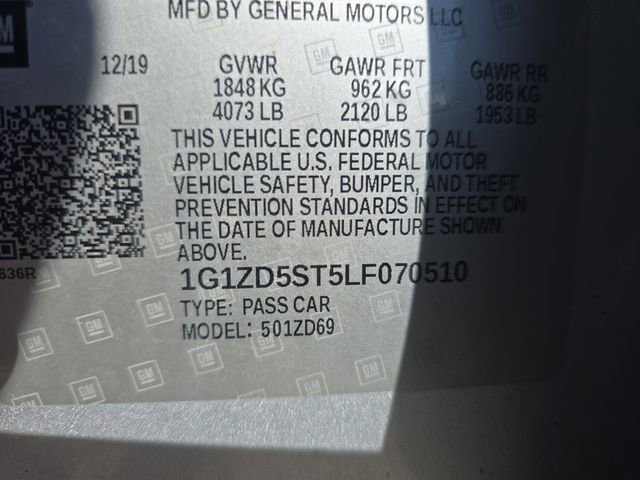 MFD BY GENERAL MOTORS LLC
GM
12/19 GVWR GAWR FRT GAWR RR
1848 KG 962 KG 886 KG
4073 LB 2120 LB 1953 LB
THIS VEHICLE CONFORMS TO ALL
APPLICABLE U.S. FEDERAL MOTOR
VEHICLE SAFETY, BUMPER, AND THEFT
PREVENTION STANDARDS IN EFFECT ON
THE DATE OF MANUFACTURE SHOWN
ABOVE.
636R
1G1ZD5ST5LF070510
TYPE: PASS CAR
MODEL: 501ZD69